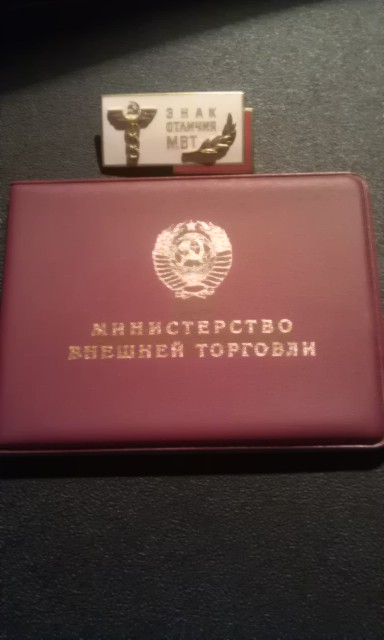 ЗНАК
ОТЛИЧИЯ
МВТ
МИНИСТЕРСТВО
ВНЕШНЕЙ ТОРГОВЛИ